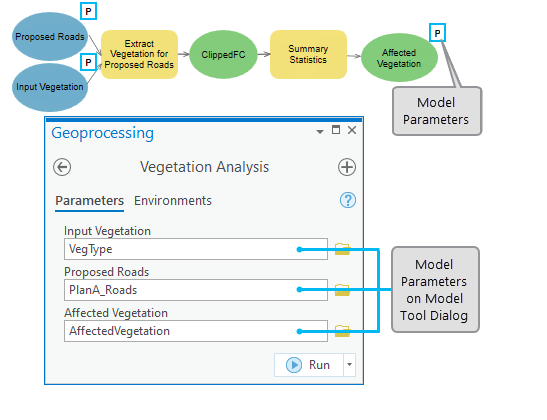 P
Proposed Roads
P
Input Vegetation
Extract
Vegetation for
Proposed Roads
ClippedFC
Summary
Statistics
Affected
Vegetation
P
Model
Parameters
Geoprocessing
Vegetation Analysis
Parameters
Environments
?
Input Vegetation
VegType
Proposed Roads
PlanA_Roads
Affected Vegetation
AffectedVegetation
Run
Model
Parameters
on Model
Tool Dialog